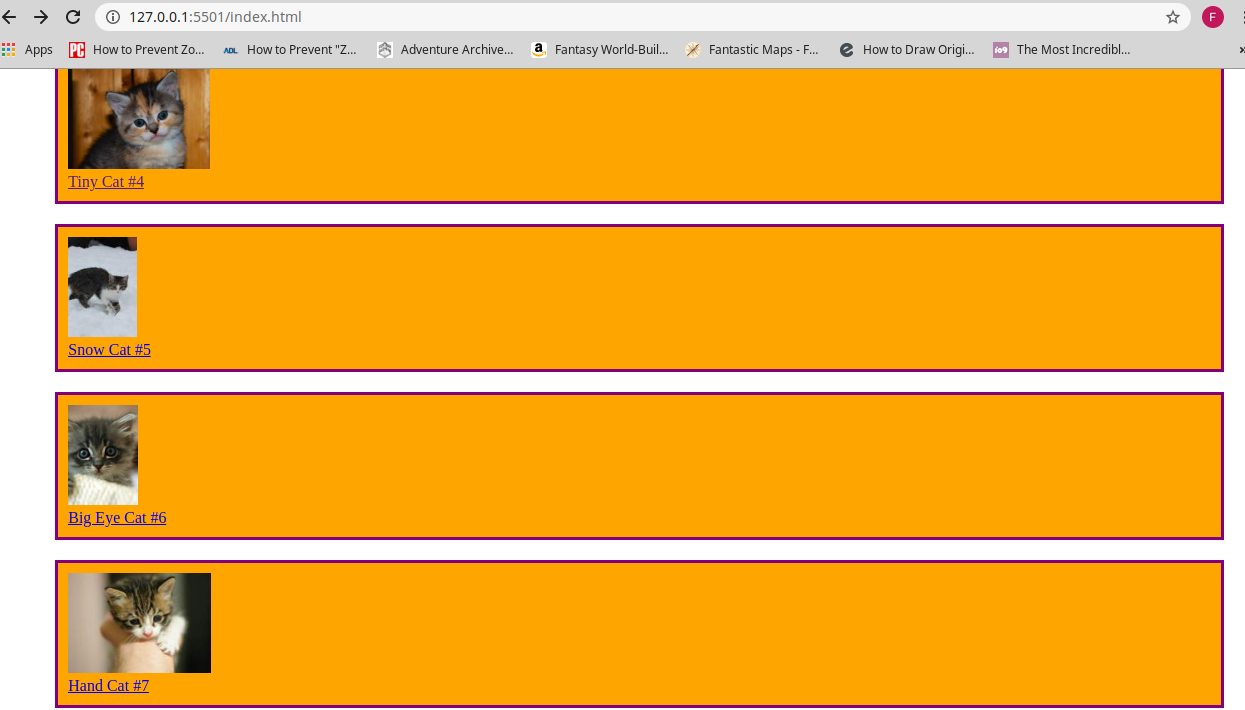 127.0.0.1:5501/index.html
F
Apps
PC
How to Prevent Zo...
ADL
How to Prevent "Z...
Adventure Archive...
a
Fantasy World-Buil...
Fantastic Maps - F...
How to Draw Origi...
io9
The Most Incredibl...
»
Tiny Cat #4
Snow Cat #5
Big Eye Cat #6
Hand Cat #7